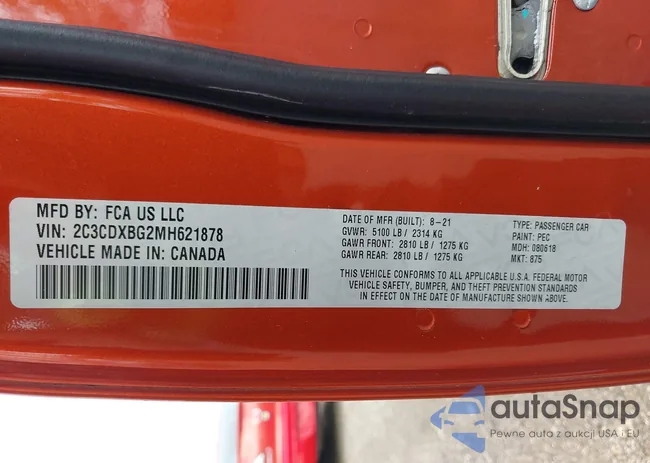 MFD BY: FCA US LLC
VIN: 2C3CDXBG2MH621878
VEHICLE MADE IN: CANADA
DATE OF MFR (BUILT): 8-21
GVWR: 5100 LB / 2314 KG
GAWR FRONT: 2810 LB / 1275 KG
GAWR REAR: 2810 LB / 1275 KG
TYPE: PASSENGER CAR
PAINT: PEC
MDH: 080618
MKT: 875
THIS VEHICLE CONFORMS TO ALL APPLICABLE U.S.A. FEDERAL MOTOR
VEHICLE SAFETY, BUMPER, AND THEFT PREVENTION STANDARDS
IN EFFECT ON THE DATE OF MANUFACTURE SHOWN ABOVE.
autoSnap
Pewne auto z aukcji USA i EU